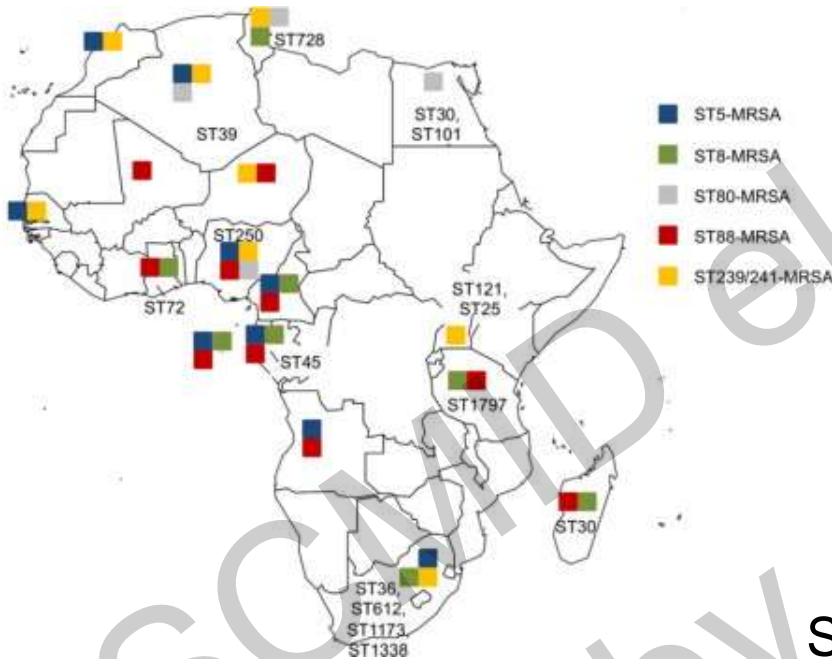 ST728
ST30,
ST101
ST39
ST250
ST72
ST121,
ST25
ST45
ST1797
ST30
ST36,
ST612,
ST1173,
ST1338
ST5-MRSA
ST8-MRSA
ST80-MRSA
ST88-MRSA
ST239/241-MRSA